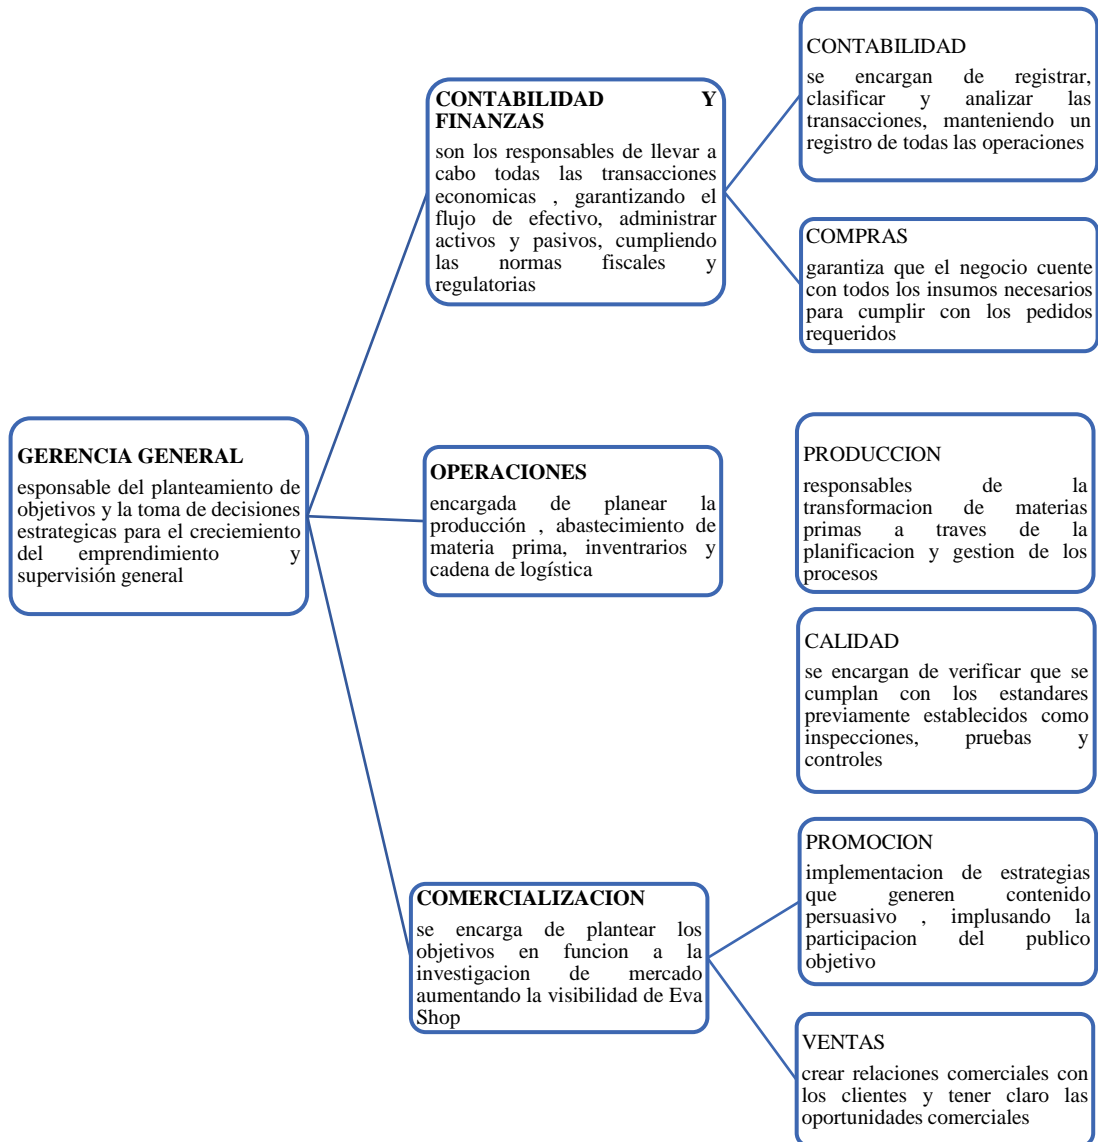 GERENCIA GENERAL
esponsable del planteamiento de
objetivos y la toma de decisiones
estrategicas para el creciemiento
del emprendimiento y
supervisión general
CONTABILIDAD Y
FINANZAS
son los responsables de llevar a
cabo todas las transacciones
economicas , garantizando el
flujo de efectivo, administrar
activos y pasivos, cumpliendo
las normas fiscales y
regulatorias
CONTABILIDAD
se encargan de registrar,
clasificar y analizar las
transacciones, manteniendo un
registro de todas las operaciones
COMPRAS
garantiza que el negocio cuente
con todos los insumos necesarios
para cumplir con los pedidos
requeridos
OPERACIONES
encargada de planear la
producción , abastecimiento de
materia prima, inventrarios y
cadena de logística
PRODUCCION
responsables de la
transformacion de materias
primas a traves de la
planificacion y gestion de los
procesos
CALIDAD
se encargan de verificar que se
cumplan con los estandares
previamente establecidos como
inspecciones, pruebas y
controles
COMERCIALIZACION
se encarga de plantear los
objetivos en funcion a la
investigacion de mercado
aumentando la visibilidad de Eva
Shop
PROMOCION
implementacion de estrategias
que generen contenido
persuasivo , implusando la
participacion del publico
objetivo
VENTAS
crear relaciones comerciales con
los clientes y tener claro las
oportunidades comerciales